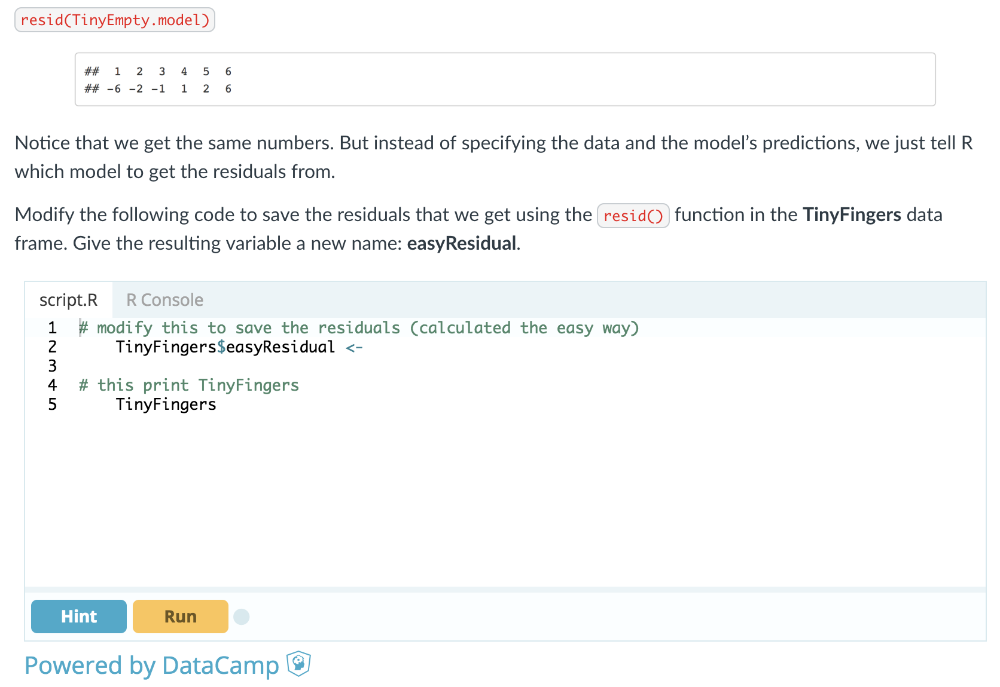 resid(TinyEmpty.model)
##  1  2  3  4  5  6
## -6 -2 -1  1  2  6
Notice that we get the same numbers. But instead of specifying the data and the model’s predictions, we just tell R
which model to get the residuals from.
Modify the following code to save the residuals that we get using the resid() function in the TinyFingers data
frame. Give the resulting variable a new name: easyResidual.
script.R R Console
1 # modify this to save the residuals (calculated the easy way)
2     TinyFingers$easyResidual <-
3
4 # this print TinyFingers
5     TinyFingers
Hint Run
Powered by DataCamp